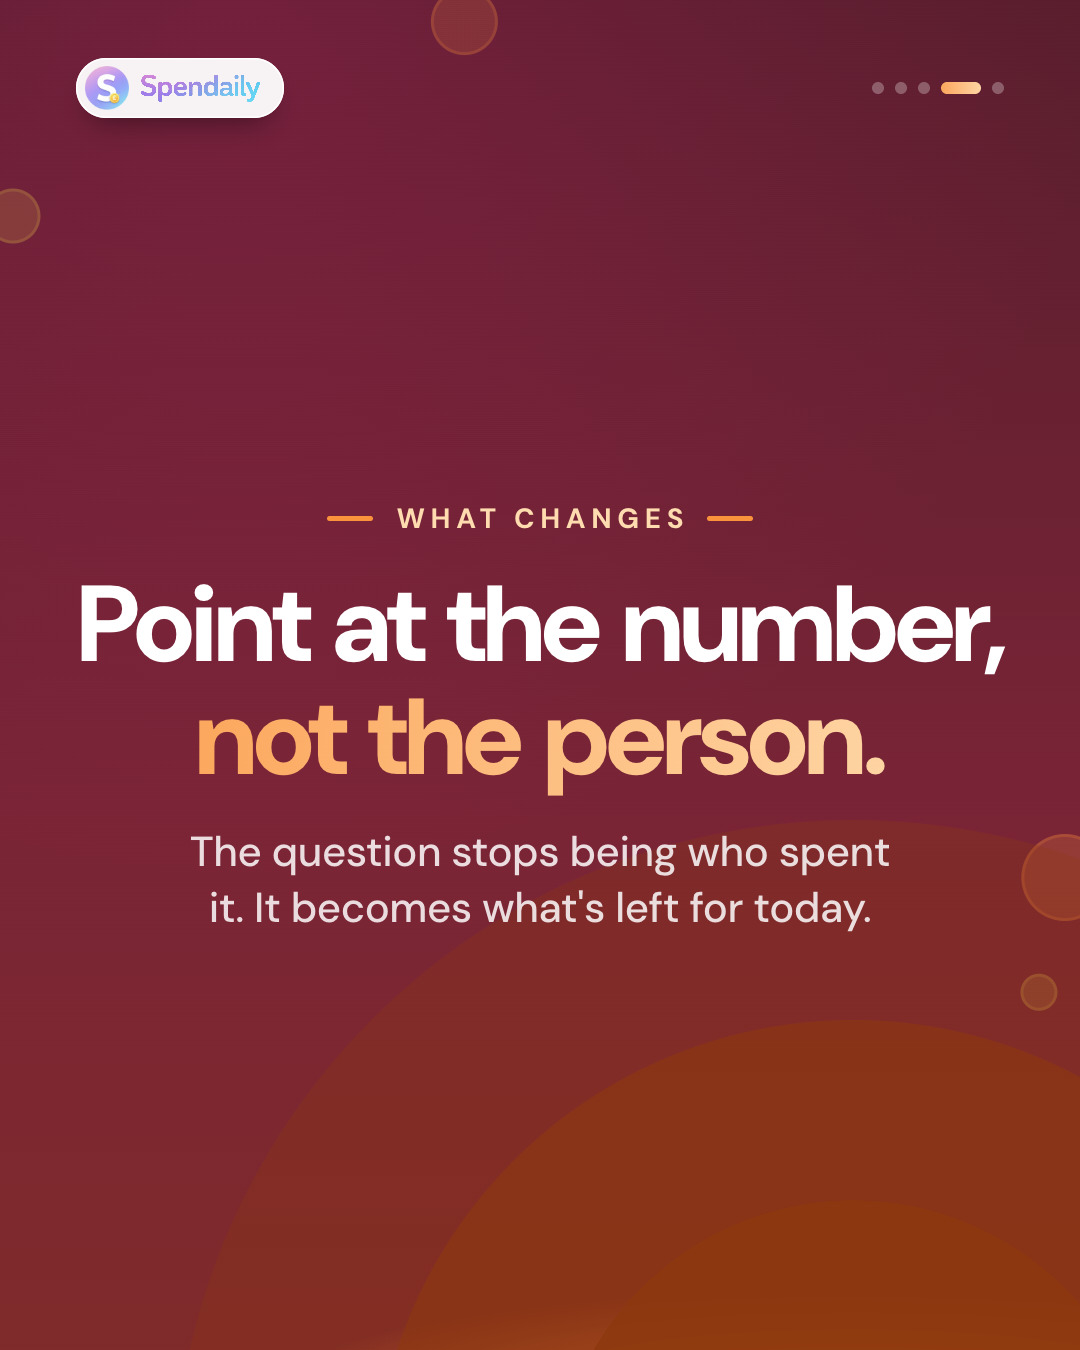 Spendaily
WHAT CHANGES
Point at the number,
not the person.
The question stops being who spent
it. It becomes what's left for today.